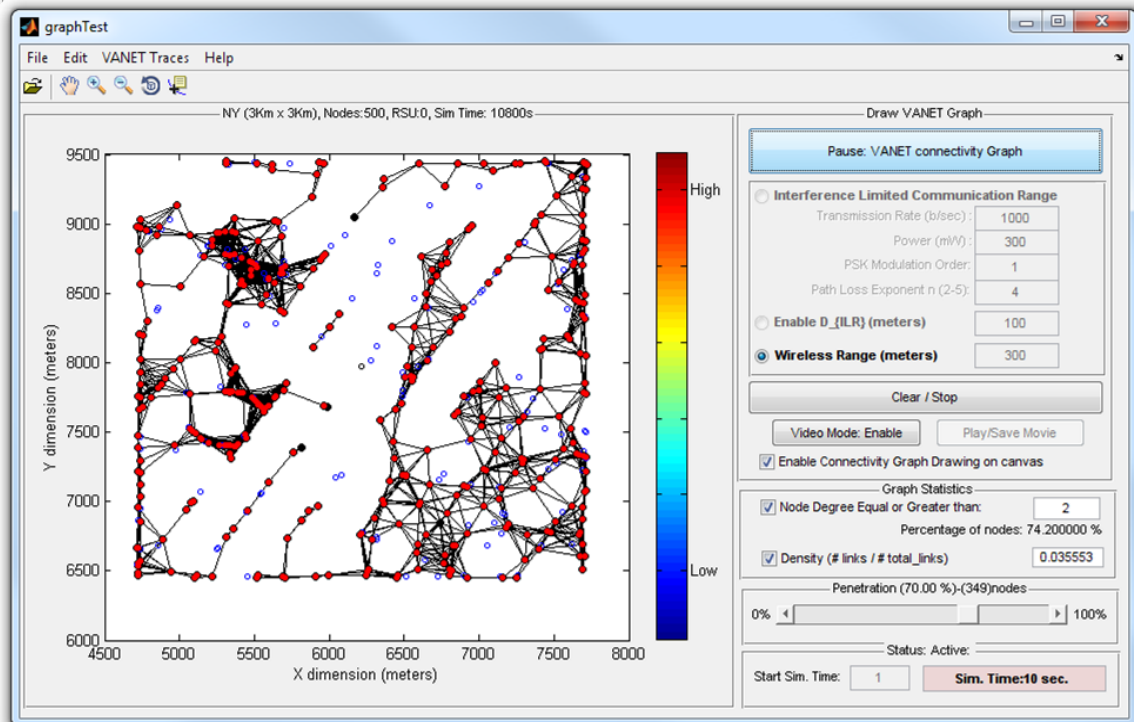 graphTest
File Edit VANET Traces Help
NY (3Km x 3Km), Nodes:500, RSU:0, Sim Time: 10800s
9500
9000
8500
8000
7500
7000
6500
6000
Y dimension (meters)
4500 5000 5500 6000 6500 7000 7500 8000
X dimension (meters)
High
Low
Draw VANET Graph
Pause: VANET connectivity Graph
Interference Limited Communication Range
Transmission Rate (b/sec) : 1000
Power (mW) : 300
PSK Modulation Order: 1
Path Loss Exponent n (2-5): 4
Enable D_{ILR} (meters) 100
Wireless Range (meters) 300
Clear / Stop
Video Mode: Enable Play/Save Movie
Enable Connectivity Graph Drawing on canvas
Graph Statistics
Node Degree Equal or Greater than: 2
Percentage of nodes: 74.200000 %
Density (# links / # total_links) 0.035553
Penetration (70.00 %)-(349)nodes
0% 100%
Status: Active:
Start Sim. Time: 1 Sim. Time:10 sec.